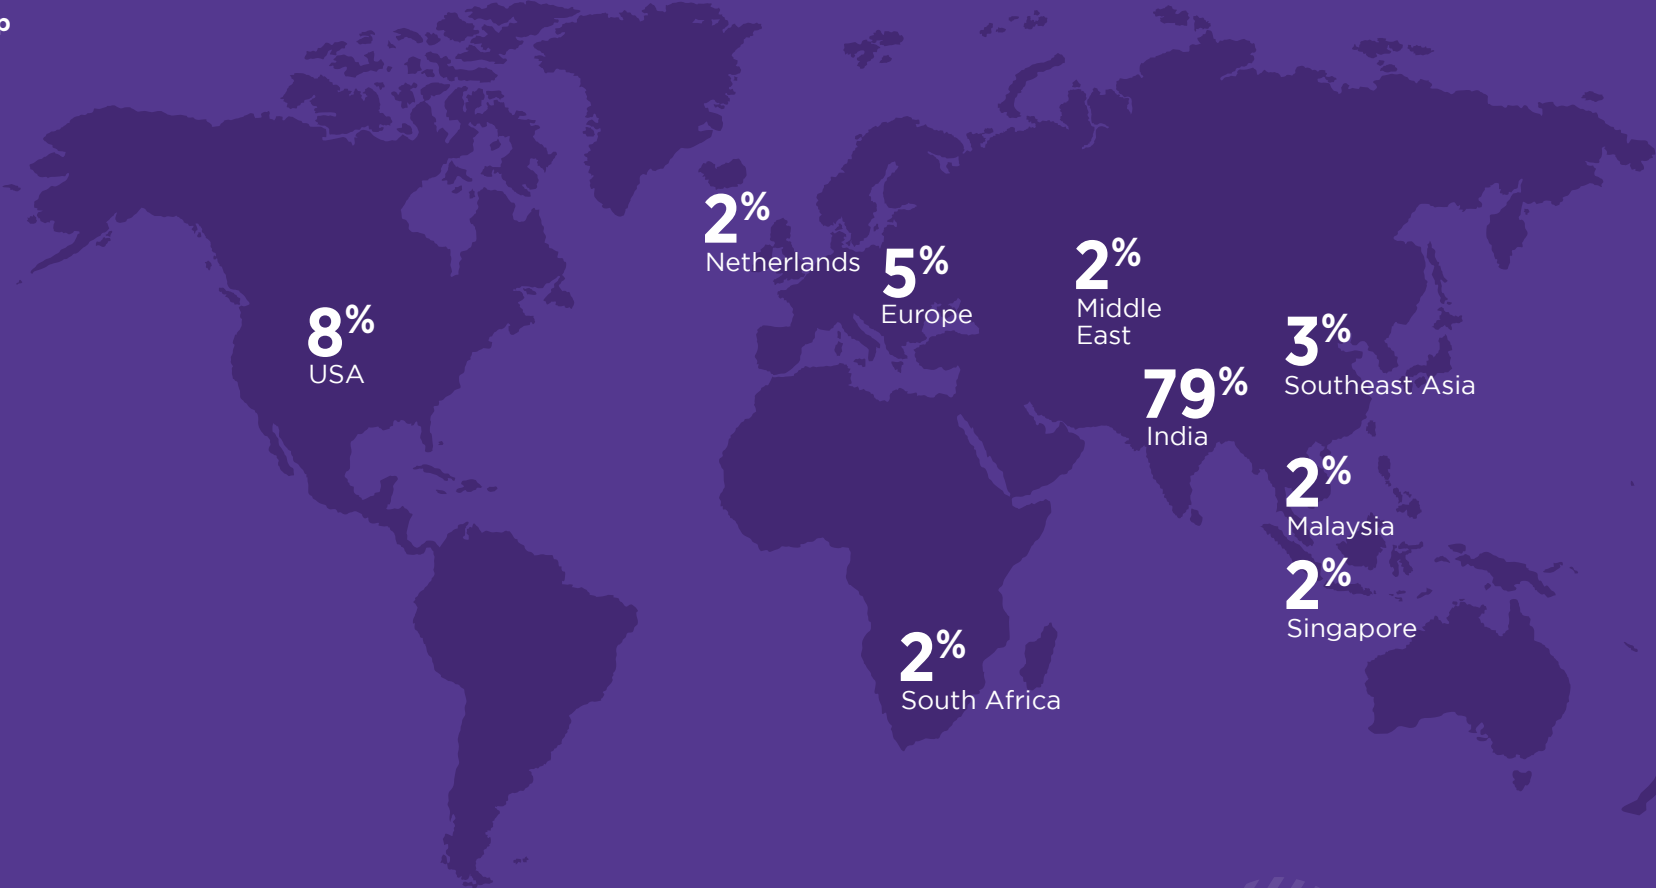 p
2%
Netherlands
5%
Europe
2%
Middle
East
8%
USA
3%
Southeast Asia
79%
India
2%
Malaysia
2%
Singapore
2%
South Africa